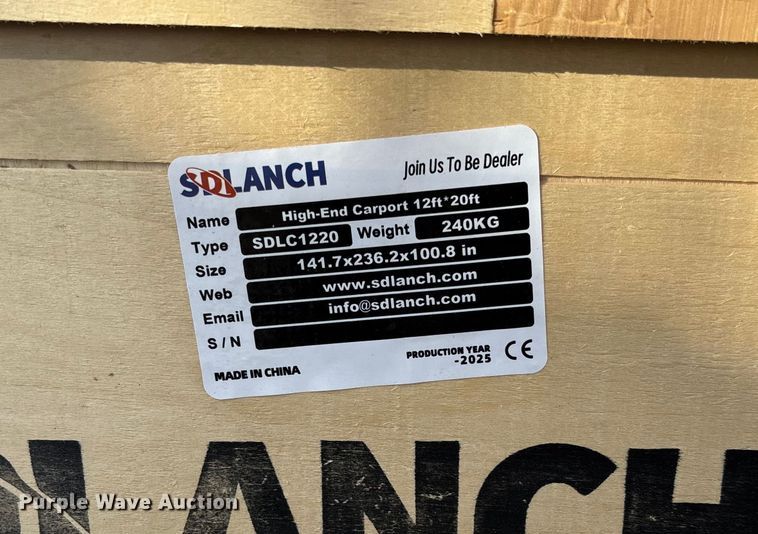 SDLANCH Join Us To Be Dealer
Name High-End Carport 12ft*20ft
Type SDLC1220 Weight 240KG
Size 141.7x236.2x100.8 in
Web www.sdlanch.com
Email info@sdlanch.com
S / N
MADE IN CHINA PRODUCTION YEAR CE
-2025
DLANCH
Purple Wave Auction